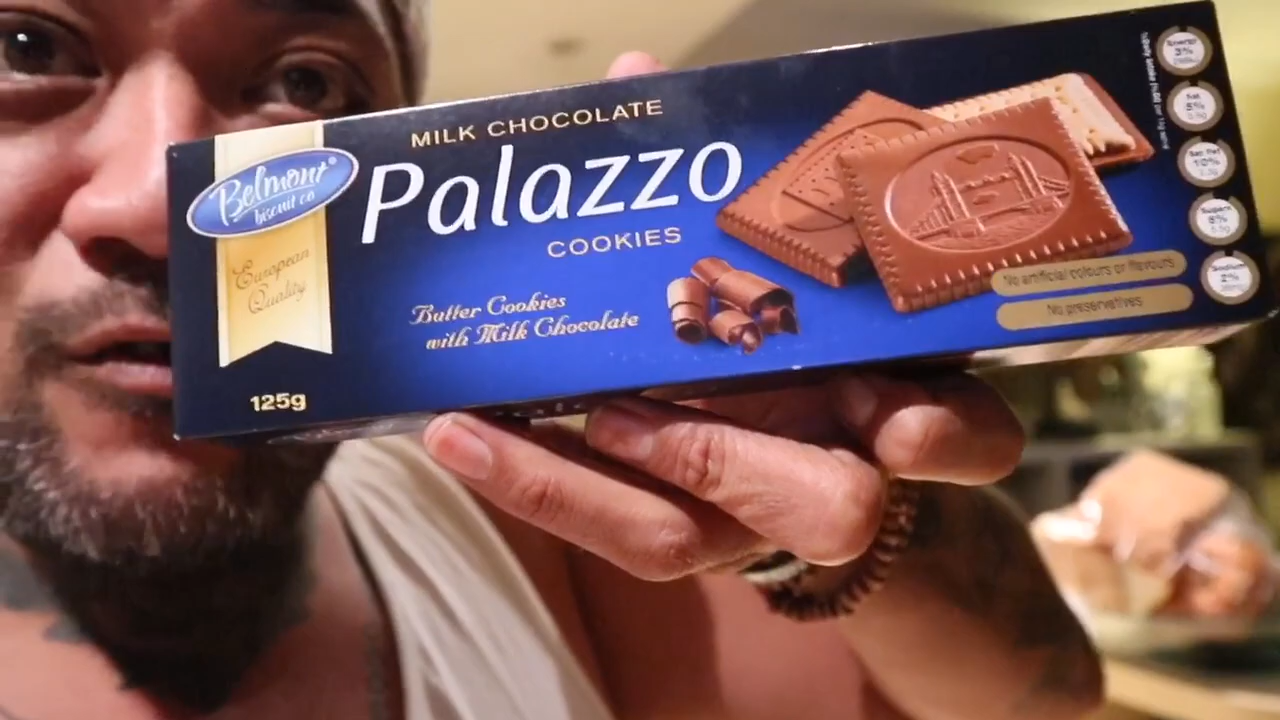 MILK CHOCOLATE
Belmont
biscuit co
Palazzo
COOKIES
European
Quality
Butter Cookies
with Milk Chocolate
125g
No artificial colours or flavours
No preservatives
Energy
3%
Fat
5%
Sat Fat
10%
Sugars
6%
Sodium
2%